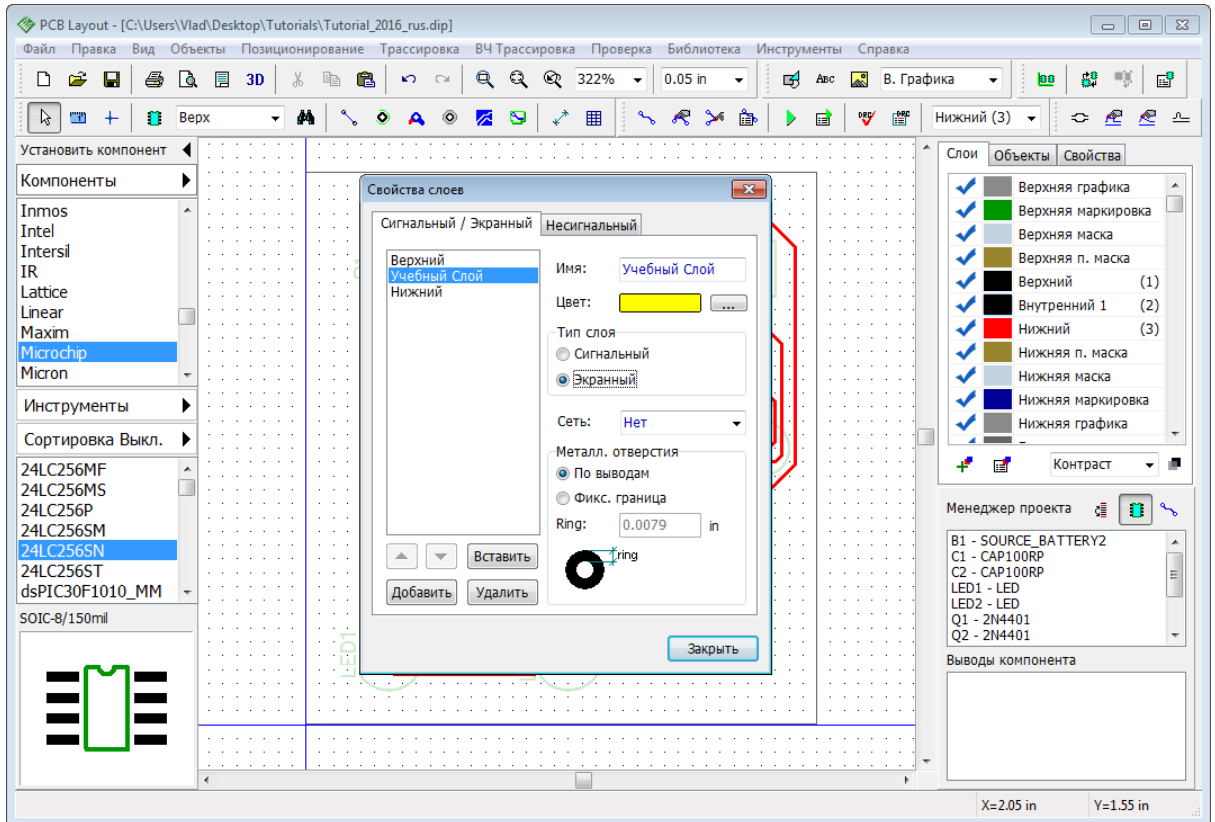 PCB Layout - [C:\Users\Vlad\Desktop\Tutorials\Tutorial_2016_rus.dip]
Файл Правка Вид Объекты Позиционирование Трассировка ВЧ Трассировка Проверка Библиотека Инструменты Справка
3D 322% 0.05 in ABC В. Графика
Верх DRC DRC Нижний (3)
Установить компонент
Компоненты
Inmos
Intel
Intersil
IR
Lattice
Linear
Maxim
Microchip
Micron
Инструменты
Сортировка Выкл.
24LC256MF
24LC256MS
24LC256P
24LC256SM
24LC256SN
24LC256ST
dsPIC30F1010_MM
SOIC-8/150mil
LED1
Свойства слоев
Сигнальный / Экранный Несигнальный
Верхний
Учебный Слой
Нижний
Имя: Учебный Слой
Цвет: ...
Тип слоя
Сигнальный
Экранный
Сеть: Нет
Металл. отверстия
По выводам
Фикс. граница
Ring: 0.0079 in
ring
Вставить
Добавить Удалить
Закрыть
Слои Объекты Свойства
Верхняя графика
Верхняя маркировка
Верхняя маска
Верхняя п. маска
Верхний (1)
Внутренний 1 (2)
Нижний (3)
Нижняя п. маска
Нижняя маска
Нижняя маркировка
Нижняя графика
Контраст
Менеджер проекта
B1 - SOURCE_BATTERY2
C1 - CAP100RP
C2 - CAP100RP
LED1 - LED
LED2 - LED
Q1 - 2N4401
Q2 - 2N4401
Выводы компонента
X=2.05 in Y=1.55 in